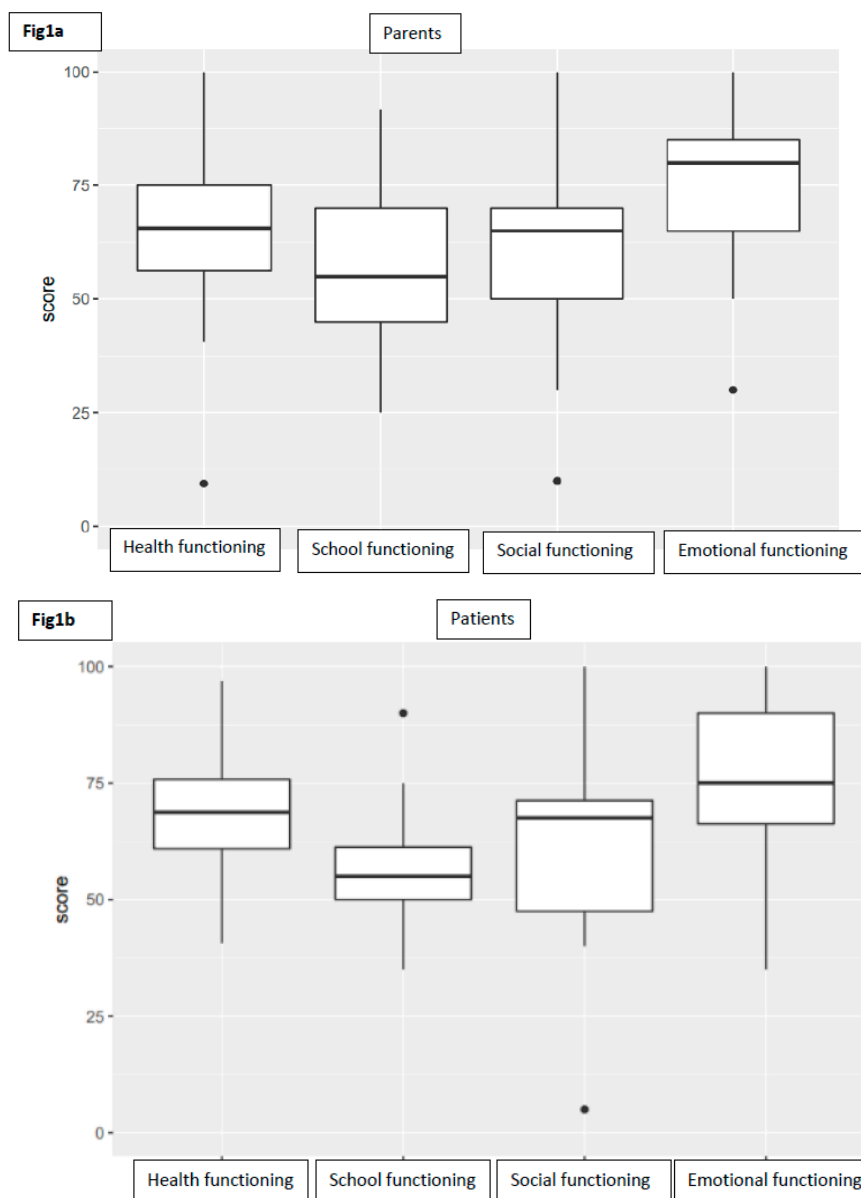 Fig1a
Parents
100
75
50
25
0
score
Health functioning
School functioning
Social functioning
Emotional functioning
Fig1b
Patients
100
75
50
25
0
score
Health functioning
School functioning
Social functioning
Emotional functioning